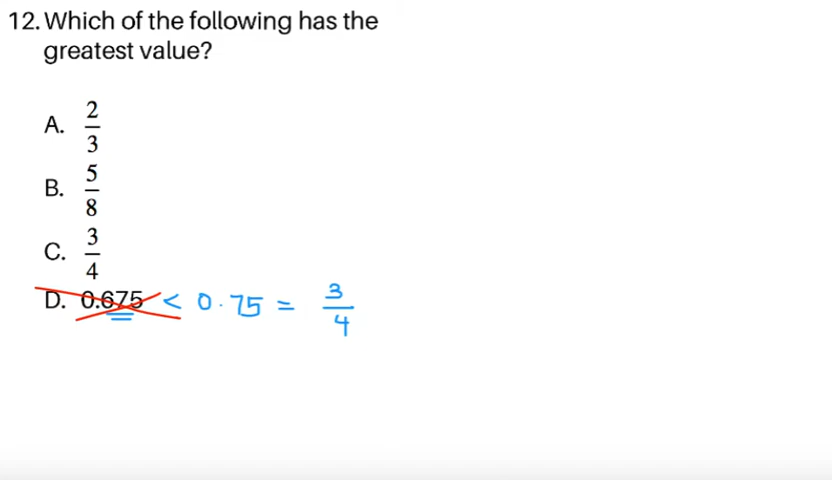 12. Which of the following has the
greatest value?
A. 2/3
B. 5/8
C. 3/4
D. 0.675 < 0.75 = 3/4